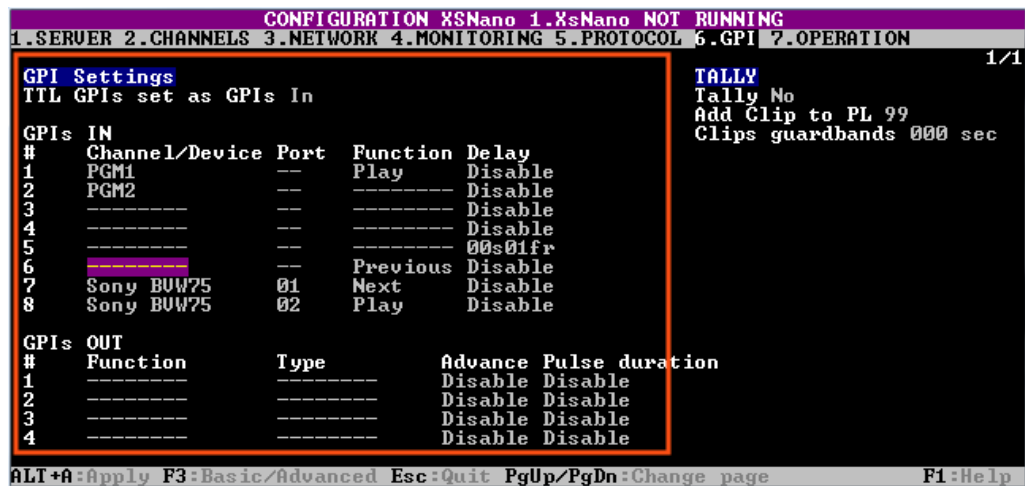 CONFIGURATION XSNano 1.XsNano NOT RUNNING
1.SERVER 2.CHANNELS 3.NETWORK 4.MONITORING 5.PROTOCOL 6.GPI 7.OPERATION
1/1
GPI Settings
TTL GPIs set as GPIs In
GPIs IN
# Channel/Device Port Function Delay
1 PGM1 -- Play Disable
2 PGM2 -- -------- Disable
3 -------- -- -------- Disable
4 -------- -- -------- Disable
5 -------- -- -------- 00s01fr
6 -------- -- Previous Disable
7 Sony BVW75 01 Next Disable
8 Sony BVW75 02 Play Disable
GPIs OUT
# Function Type Advance Pulse duration
1 -------- -------- Disable Disable
2 -------- -------- Disable Disable
3 -------- -------- Disable Disable
4 -------- -------- Disable Disable
TALLY
Tally No
Add Clip to PL 99
Clips guardbands 000 sec
ALT+A:Apply F3:Basic/Advanced Esc:Quit PgUp/PgDn:Change page F1:Help